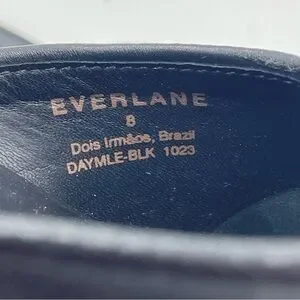 EVERLANE
8
Dois Irmãos, Brazil
DAYMLE-BLK 1023